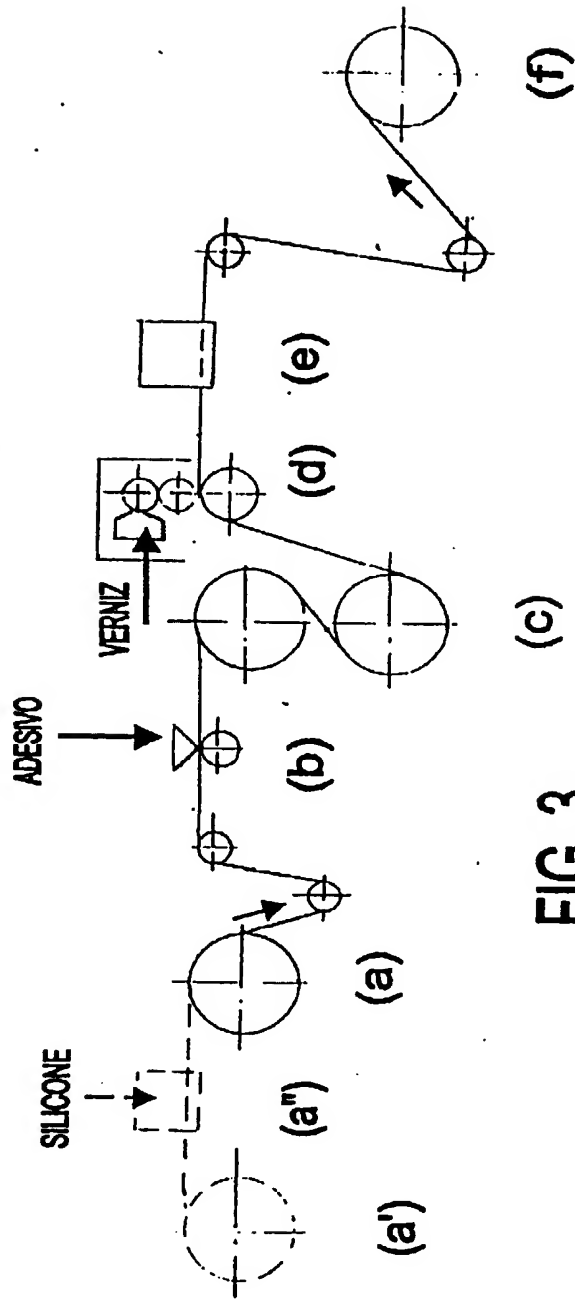 SILICONE
ADESIVO
VERNIZ
(a')
(a")
(a)
(b)
(c)
(d)
(e)
(f)
FIG. 3